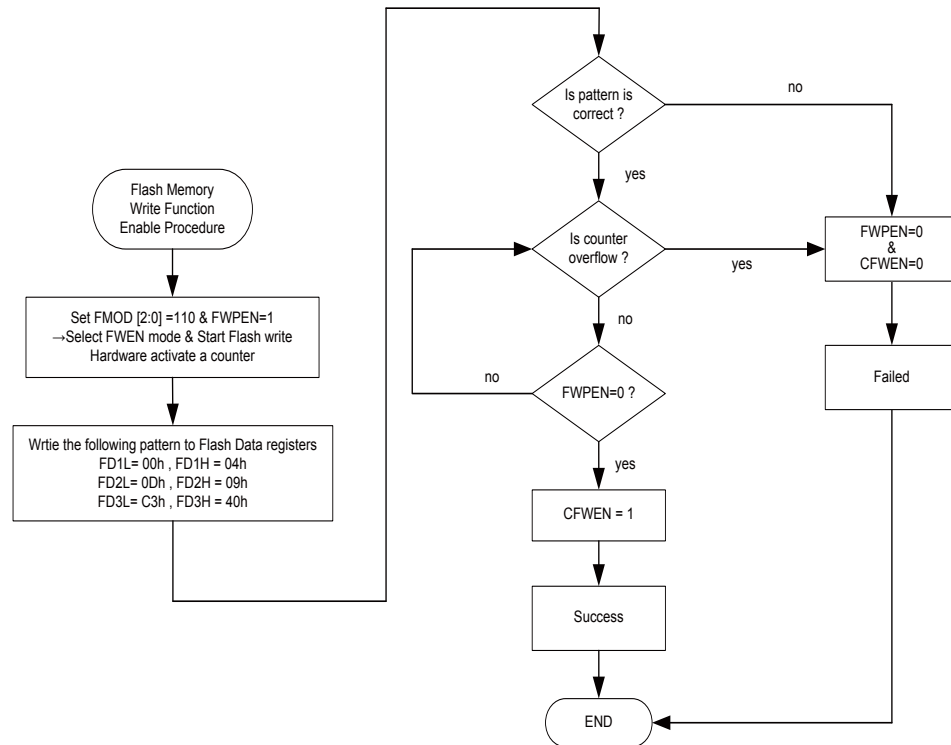 Flash Memory
Write Function
Enable Procedure
Set FMOD [2:0] =110 & FWPEN=1
→Select FWEN mode & Start Flash write
Hardware activate a counter
Wrtie the following pattern to Flash Data registers
FD1L= 00h , FD1H = 04h
FD2L= 0Dh , FD2H = 09h
FD3L= C3h , FD3H = 40h
Is pattern is
correct ?
no
yes
Is counter
overflow ?
yes
no
FWPEN=0
&
CFWEN=0
Failed
FWPEN=0 ?
no
yes
CFWEN = 1
Success
END